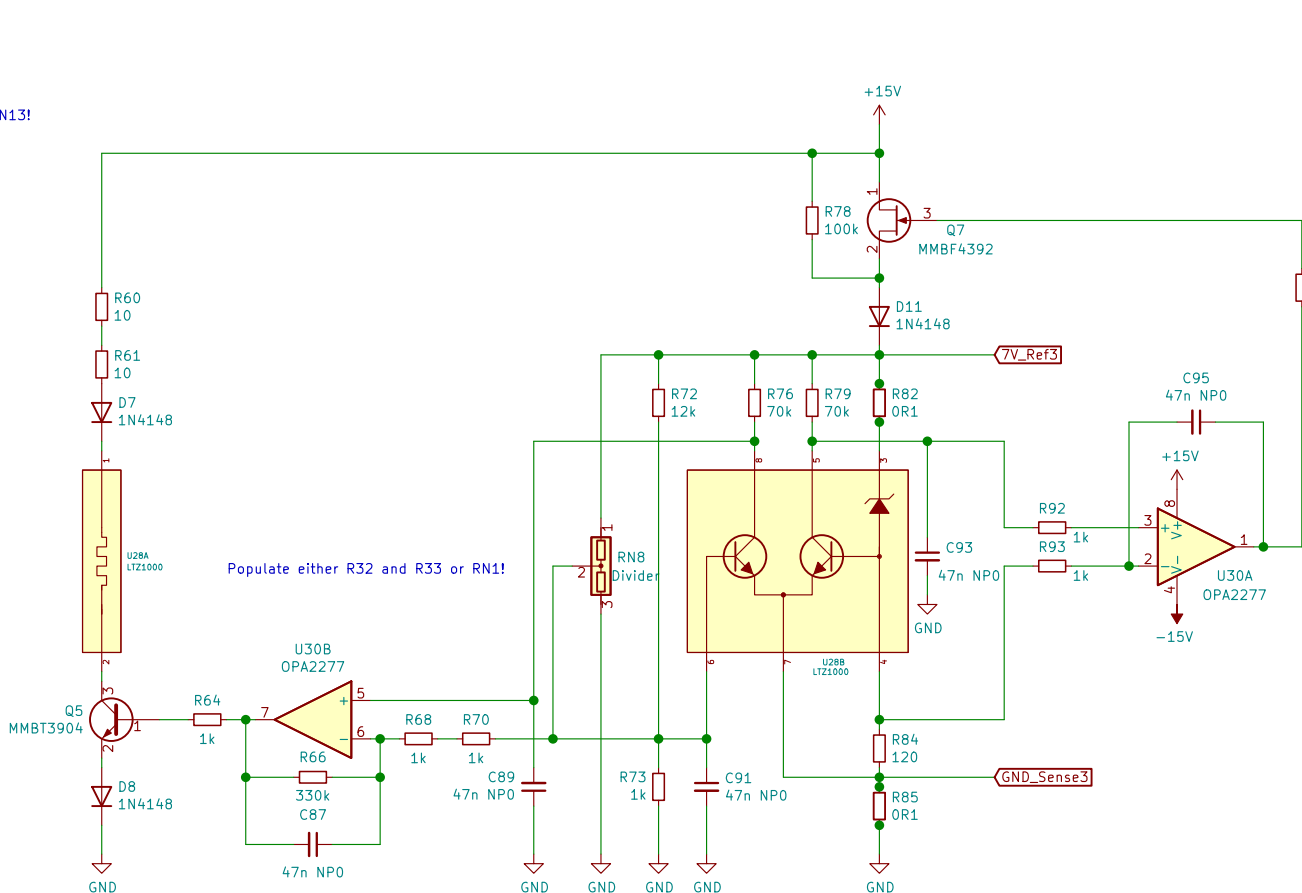 +15V
N13!
1
R78
100k
3
Q7
MMBF4392
2
R60
10
D11
1N4148
7V_Ref3
R61
10
D7
1N4148
C95
47n NP0
R72
12k
R76
70k
R79
70k
R82
0R1
+15V
1
8
5
3
8
R92
1k
3
+
V+
1
R93
1k
2
−
V−
4
U30A
OPA2277
−15V
U28A
LTZ1000
Populate either R32 and R33 or RN1!
1
RN8
2
Divider
3
C93
47n NP0
GND
2
6
7
U28B
LTZ1000
4
U30B
OPA2277
3
Q5
MMBT3904
1
2
R64
1k
7
5
+
6
−
R68
1k
R70
1k
R66
330k
C87
47n NP0
D8
1N4148
C89
47n NP0
R73
1k
C91
47n NP0
R84
120
GND_Sense3
R85
0R1
GND
GND
GND
GND
GND
GND